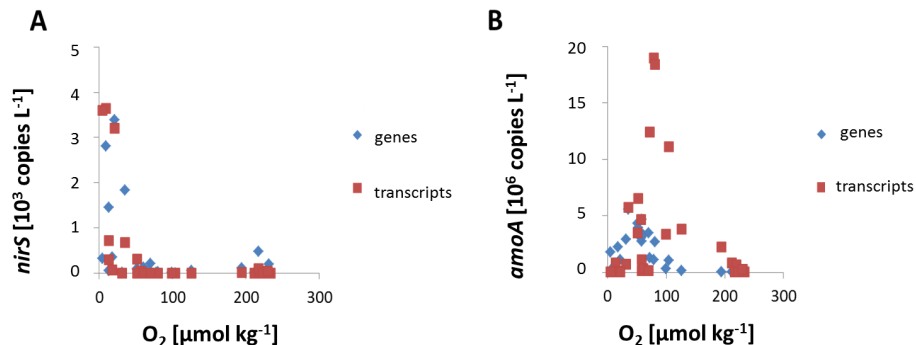 A
nirS [10³ copies L⁻¹]
5
4
3
2
1
0
0 100 200 300
O₂ [µmol kg⁻¹]
genes
transcripts
B
amoA [10⁶ copies L⁻¹]
20
15
10
5
0
0 100 200 300
O₂ [µmol kg⁻¹]
genes
transcripts